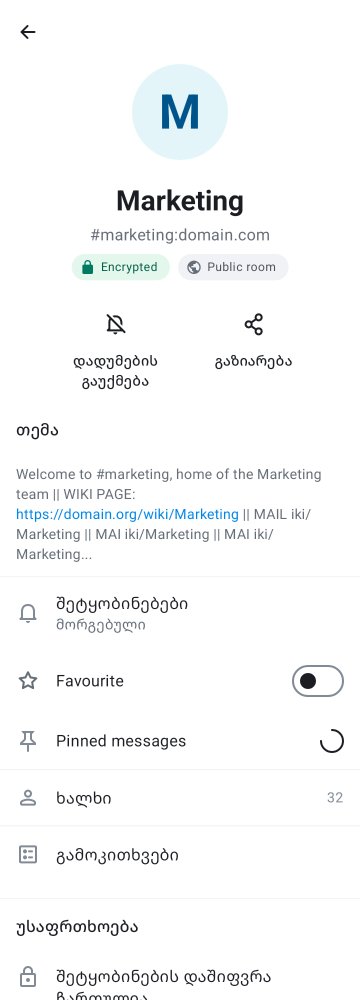 M
Marketing
#marketing:domain.com
Encrypted
Public room
დადუმების
გაუქმება
გაზიარება
თემა
Welcome to #marketing, home of the Marketing
team || WIKI PAGE:
https://domain.org/wiki/Marketing || MAIL iki/
Marketing || MAI iki/Marketing || MAI iki/
Marketing...
შეტყობინებები
მორგებული
Favourite
Pinned messages
ხალხი
32
გამოკითხვები
უსაფრთხოება
შეტყობინების დაშიფვრა
ჩართულია